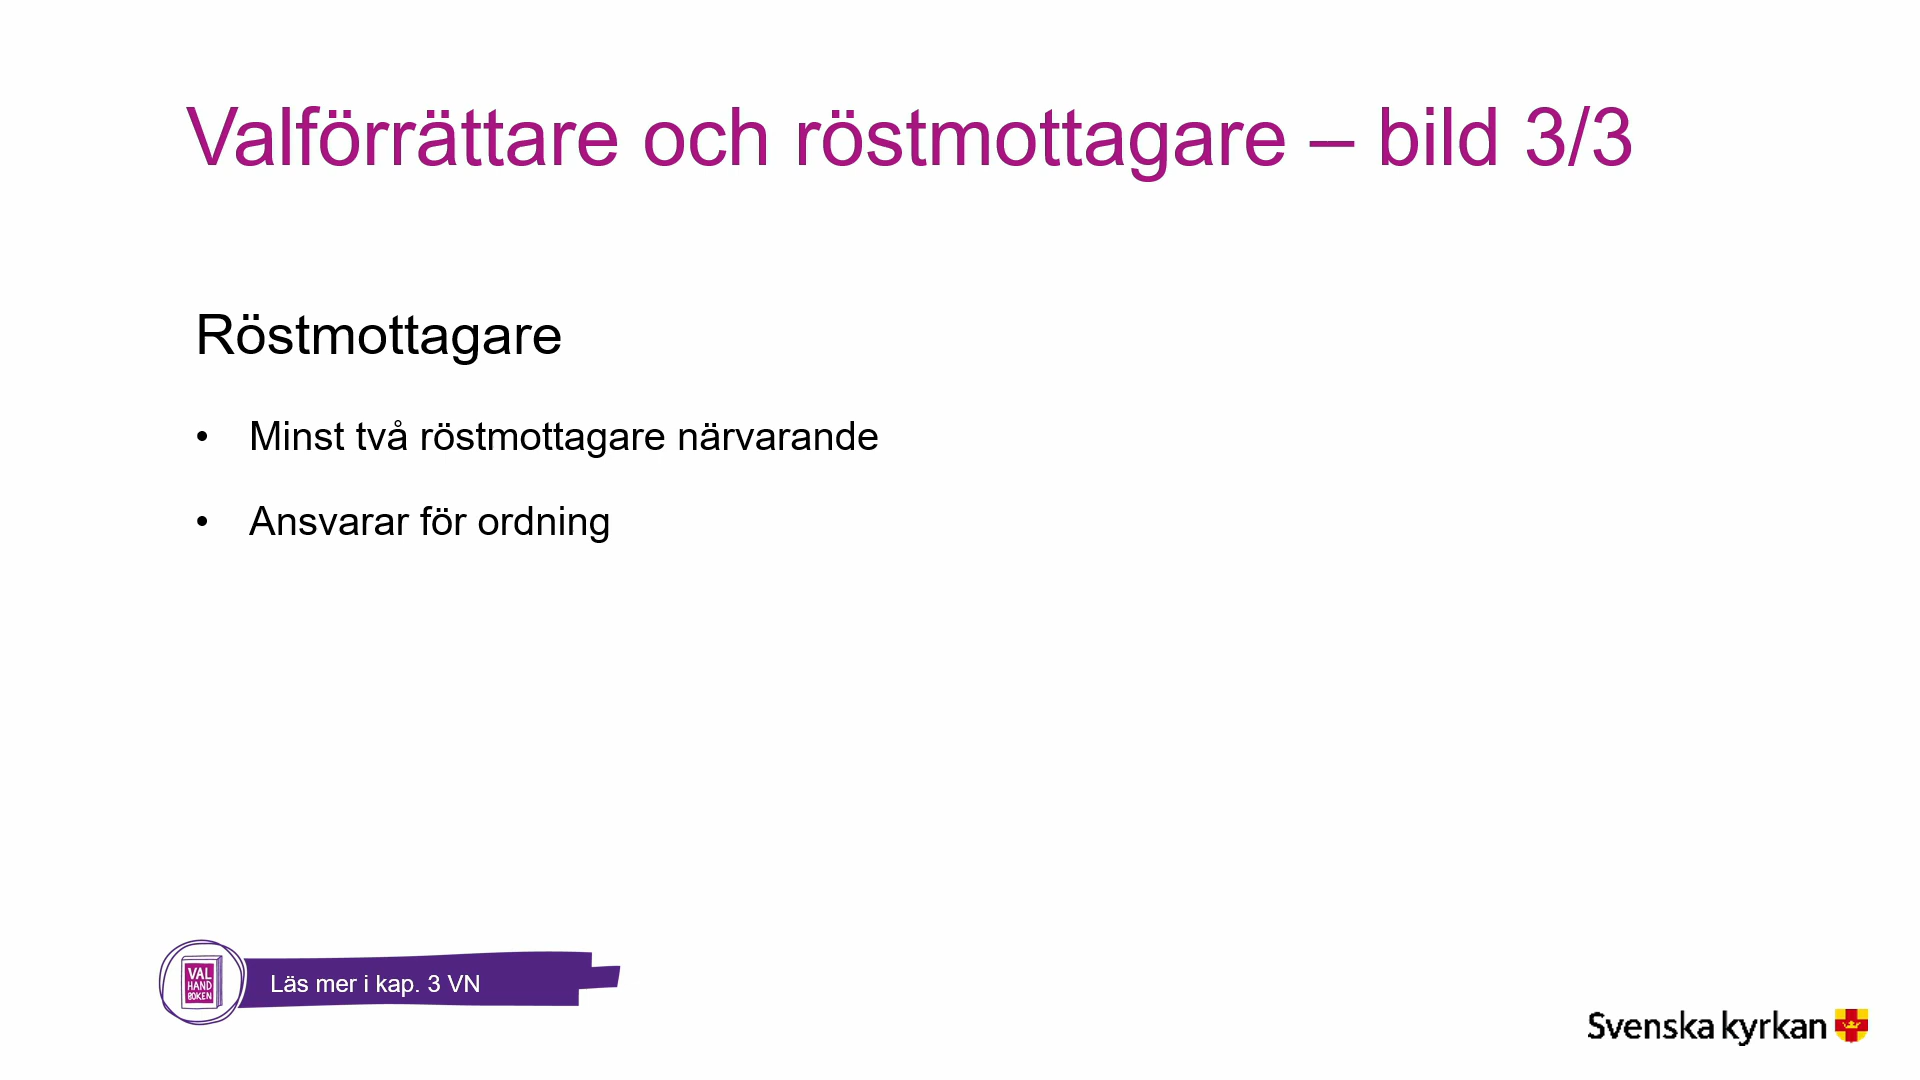 Valförrättare och röstmottagare – bild 3/3
Röstmottagare
• Minst två röstmottagare närvarande
• Ansvarar för ordning
VAL
HAND
BOKEN
Läs mer i kap. 3 VN
Svenska kyrkan